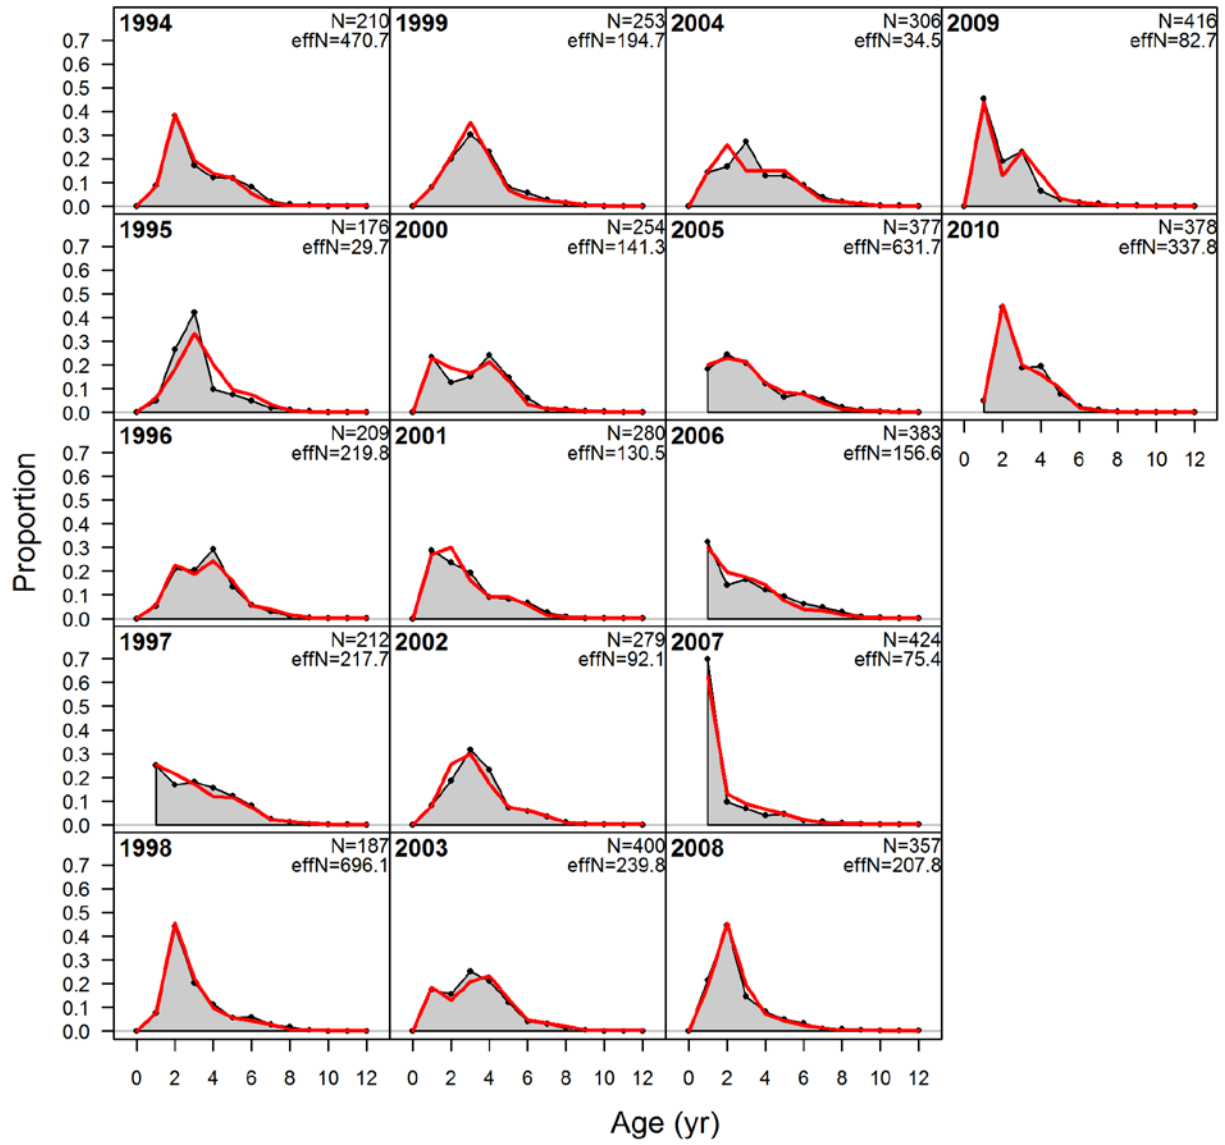 1994 N=210
effN=470.7
1999 N=253
effN=194.7
2004 N=306
effN=34.5
2009 N=416
effN=82.7
0.7
0.6
0.5
0.4
0.3
0.2
0.1
0.0
1995 N=176
effN=29.7
2000 N=254
effN=141.3
2005 N=377
effN=631.7
2010 N=378
effN=337.8
0.7
0.6
0.5
0.4
0.3
0.2
0.1
0.0
1996 N=209
effN=219.8
2001 N=280
effN=130.5
2006 N=383
effN=156.6
0 2 4 6 8 10 12
0.7
0.6
0.5
0.4
0.3
0.2
0.1
0.0
Proportion
1997 N=212
effN=217.7
2002 N=279
effN=92.1
2007 N=424
effN=75.4
0.7
0.6
0.5
0.4
0.3
0.2
0.1
0.0
1998 N=187
effN=696.1
2003 N=400
effN=239.8
2008 N=357
effN=207.8
0.7
0.6
0.5
0.4
0.3
0.2
0.1
0.0
0 2 4 6 8 10 12
0 2 4 6 8 10 12
0 2 4 6 8 10 12
Age (yr)